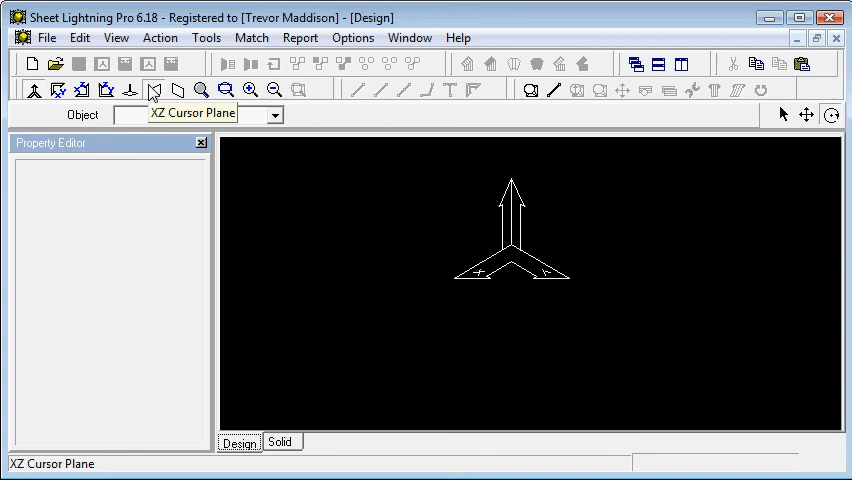 Sheet Lightning Pro 6.18 - Registered to [Trevor Maddison] - [Design]
File Edit View Action Tools Match Report Options Window Help
Object
XZ Cursor Plane
Property Editor
X Y
Design Solid
XZ Cursor Plane